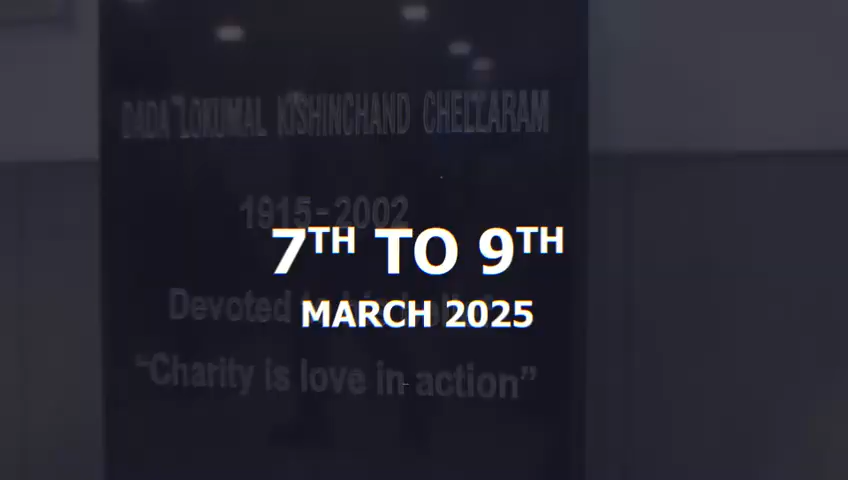 DADA LOKUMAL KISHINCHAND CHELLARAM
1915-2002
7TH TO 9TH
Devoted
MARCH 2025
“Charity is love in action”